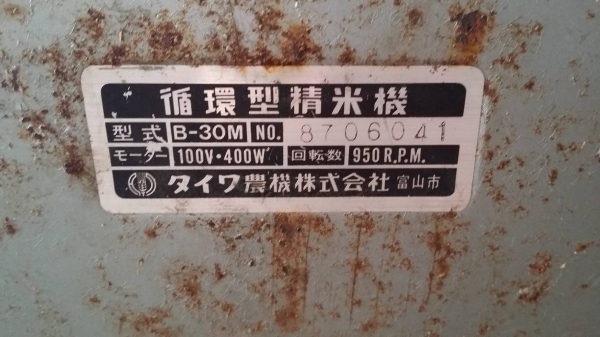 循環型精米機
型式 B-30M NO. 8706041
モーター 100V・400W 回転数 950R.P.M.
タイワ農機株式会社 富山市